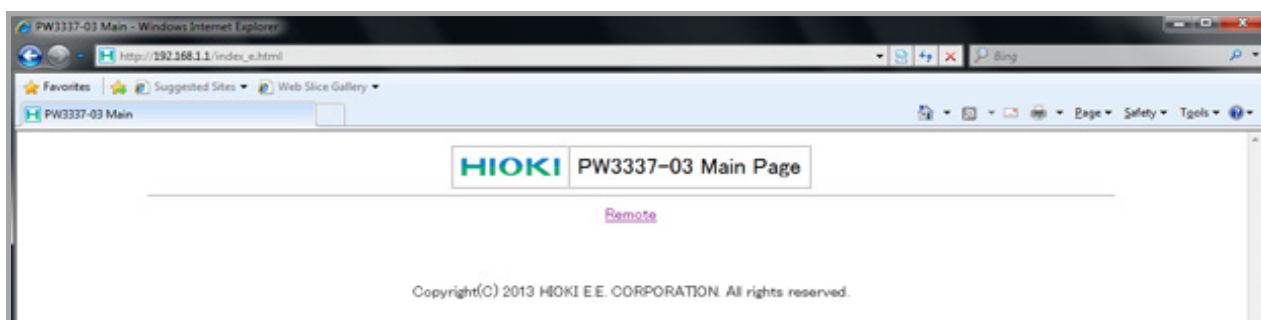 PW3337-03 Main - Windows Internet Explorer
http://192.168.1.1/index_e.html
Bing
Favorites Suggested Sites Web Slice Gallery
PW3337-03 Main Page Safety Tools
HIOKI PW3337-03 Main Page
Remote
Copyright(C) 2013 HIOKI E.E. CORPORATION. All rights reserved.